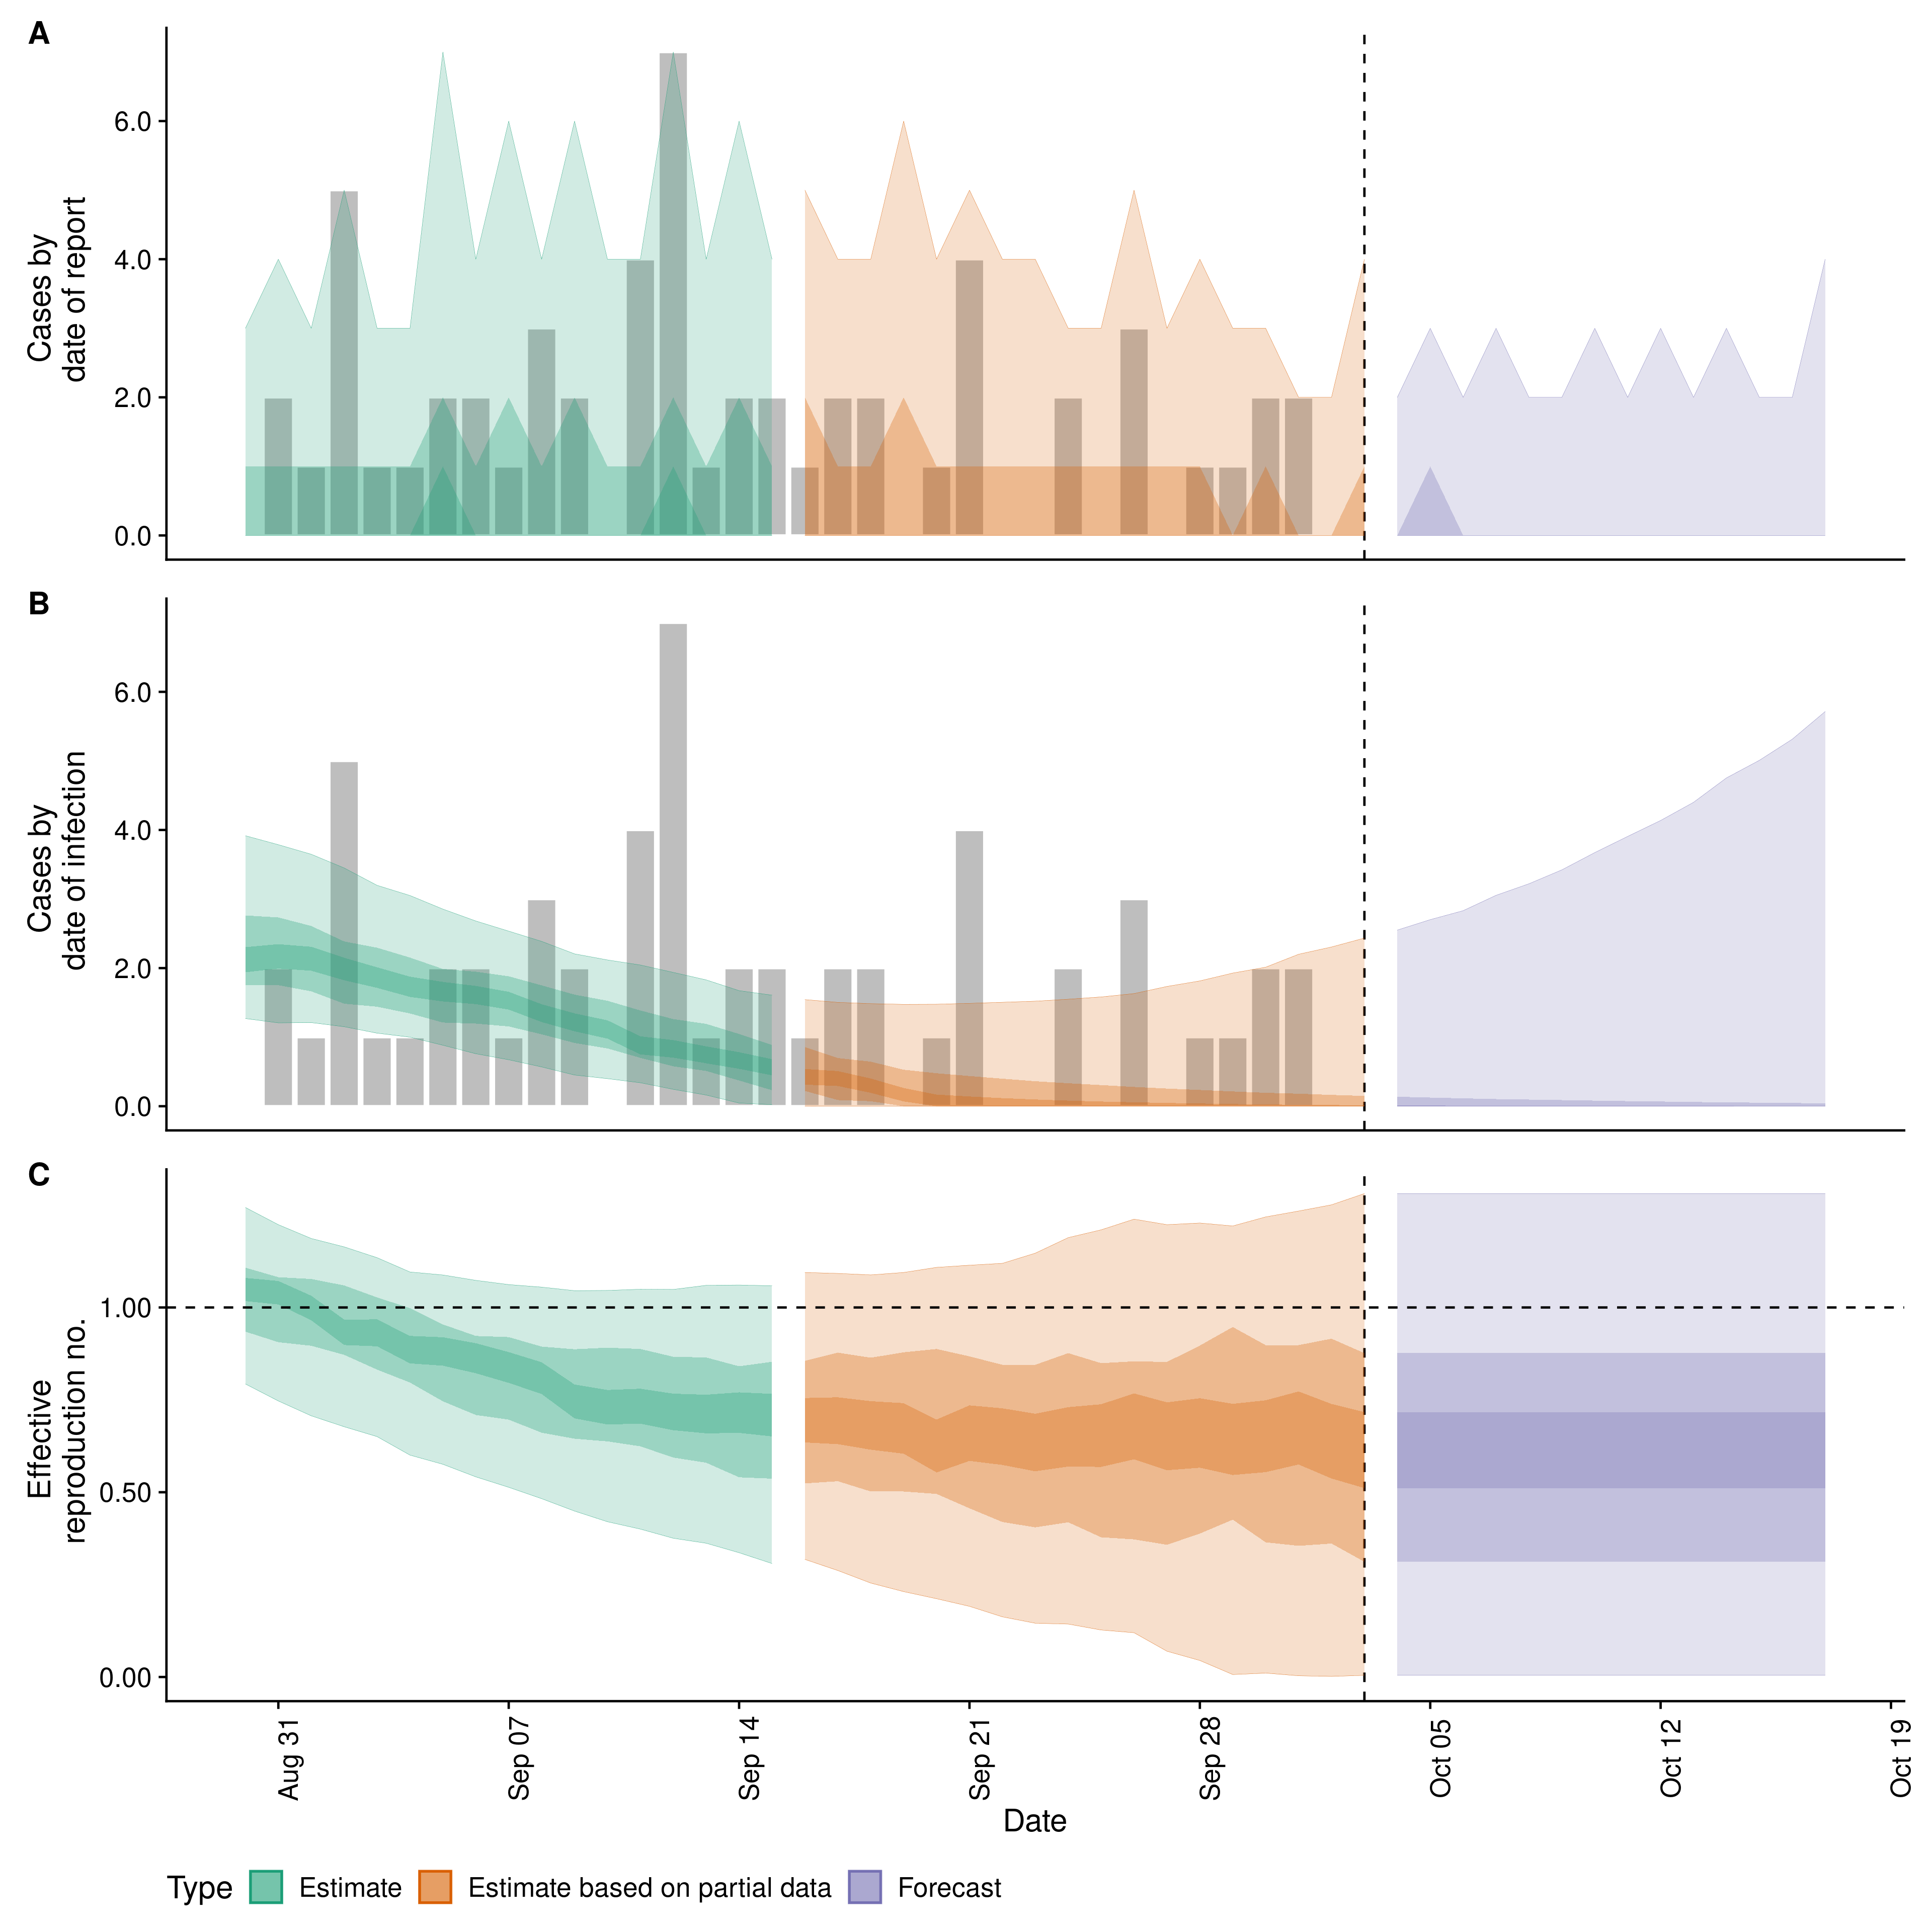 A
Cases by
date of report
6.0
4.0
2.0
0.0
B
Cases by
date of infection
6.0
4.0
2.0
0.0
C
Effective
reproduction no.
1.00
0.50
0.00
Aug 31
Sep 07
Sep 14
Sep 21
Sep 28
Oct 05
Oct 12
Oct 19
Date
Type
Estimate
Estimate based on partial data
Forecast